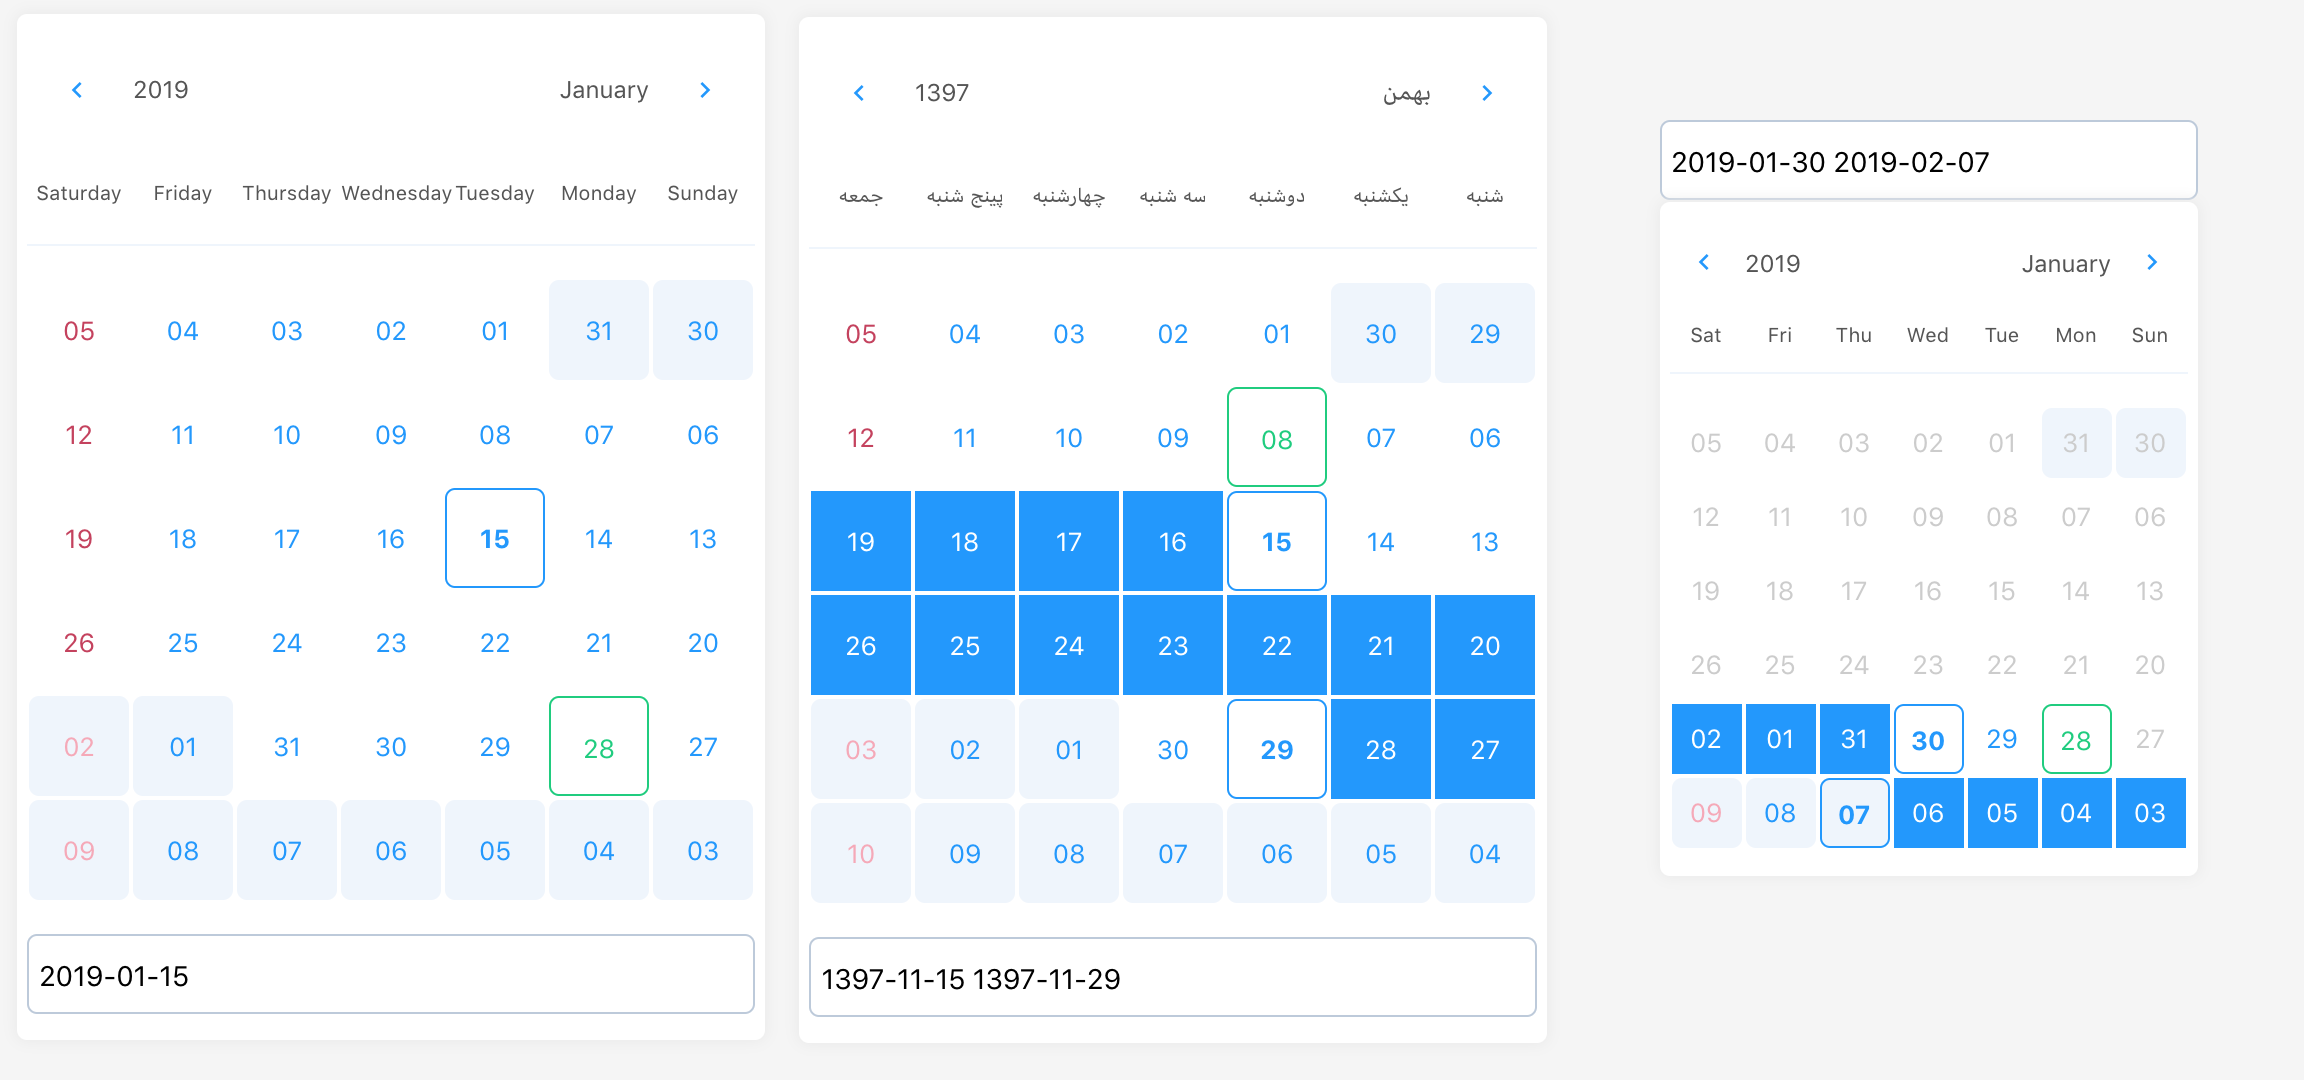 2019 January
Saturday Friday Thursday Wednesday Tuesday Monday Sunday
05 04 03 02 01 31 30
12 11 10 09 08 07 06
19 18 17 16 15 14 13
26 25 24 23 22 21 20
02 01 31 30 29 28 27
09 08 07 06 05 04 03
2019-01-15
1397 بهمن
جمعه پینج شنبه چهارشنبه سه شنبه دوشنبه یکشنبه شنبه
05 04 03 02 01 30 29
12 11 10 09 08 07 06
19 18 17 16 15 14 13
26 25 24 23 22 21 20
03 02 01 30 29 28 27
10 09 08 07 06 05 04
1397-11-15 1397-11-29
2019-01-30 2019-02-07
2019 January
Sat Fri Thu Wed Tue Mon Sun
05 04 03 02 01 31 30
12 11 10 09 08 07 06
19 18 17 16 15 14 13
26 25 24 23 22 21 20
02 01 31 30 29 28 27
09 08 07 06 05 04 03